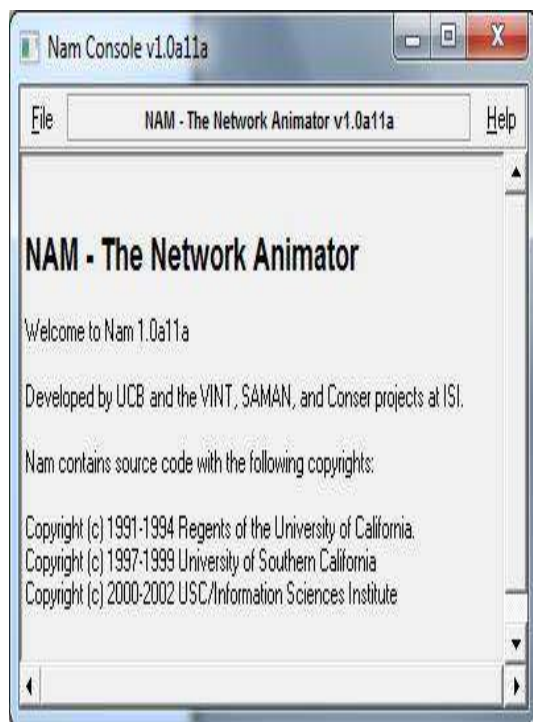 Nam Console v1.0a11a
File NAM - The Network Animator v1.0a11a Help
NAM - The Network Animator
Welcome to Nam 1.0a11a
Developed by UCB and the VINT, SAMAN, and Conser projects at ISI.
Nam contains source code with the following copyrights:
Copyright (c) 1991-1994 Regents of the University of California.
Copyright (c) 1997-1999 University of Southern California
Copyright (c) 2000-2002 USC/Information Sciences Institute